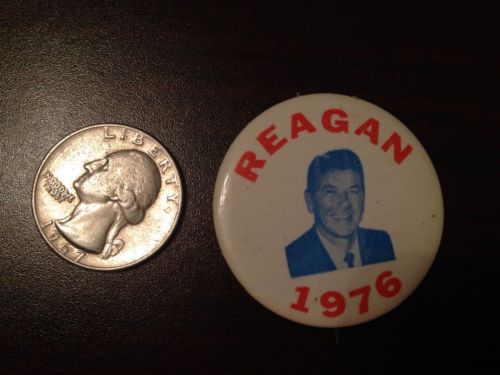 LIBERTY
IN GOD WE
TRUST
1967
REAGAN
1976